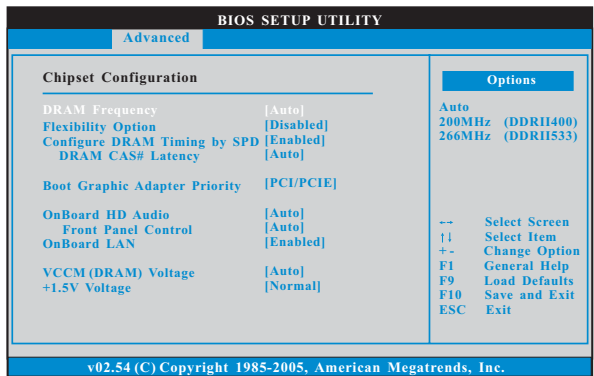 BIOS SETUP UTILITY
Advanced
Chipset Configuration
DRAM Frequency [Auto]
Flexibility Option [Disabled]
Configure DRAM Timing by SPD [Enabled]
DRAM CAS# Latency [Auto]
Boot Graphic Adapter Priority [PCI/PCIE]
OnBoard HD Audio [Auto]
Front Panel Control [Auto]
OnBoard LAN [Enabled]
VCCM (DRAM) Voltage [Auto]
+1.5V Voltage [Normal]
Options
Auto
200MHz (DDRII400)
266MHz (DDRII533)
←→ Select Screen
↑↓ Select Item
+ - Change Option
F1 General Help
F9 Load Defaults
F10 Save and Exit
ESC Exit
v02.54 (C) Copyright 1985-2005, American Megatrends, Inc.